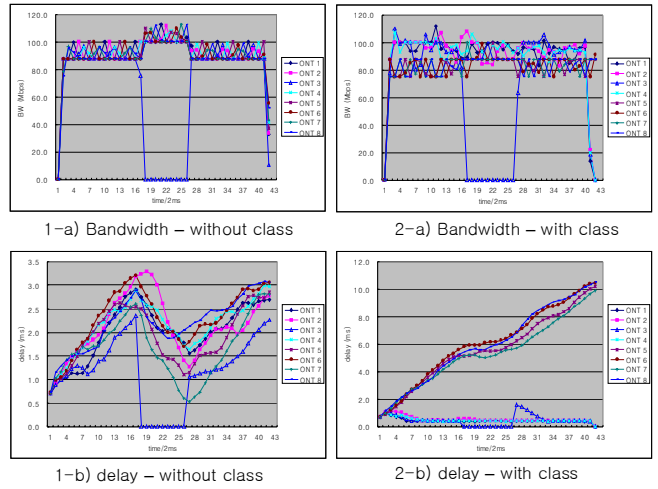 120.0
100.0
80.0
60.0
40.0
20.0
0.0
BW (Mbps)
1 4 7 10 13 16 19 22 25 28 31 34 37 40 43
time/2ms
ONT 1
ONT 2
ONT 3
ONT 4
ONT 5
ONT 6
ONT 7
ONT 8
1-a) Bandwidth – without class
120.0
100.0
80.0
60.0
40.0
20.0
0.0
BW (Mbps)
1 4 7 10 13 16 19 22 25 28 31 34 37 40 43
time/2ms
ONT 1
ONT 2
ONT 3
ONT 4
ONT 5
ONT 6
ONT 7
ONT 8
2-a) Bandwidth – with class
3.5
3.0
2.5
2.0
1.5
1.0
0.5
0.0
delay (ms)
1 4 7 10 13 16 19 22 25 28 31 34 37 40 43
time/2ms
ONT 1
ONT 2
ONT 3
ONT 4
ONT 5
ONT 6
ONT 7
ONT 8
1-b) delay – without class
12.0
10.0
8.0
6.0
4.0
2.0
0.0
delay (ms)
1 4 7 10 13 16 19 22 25 28 31 34 37 40 43
time/2ms
ONT 1
ONT 2
ONT 3
ONT 4
ONT 5
ONT 6
ONT 7
ONT 8
2-b) delay – with class